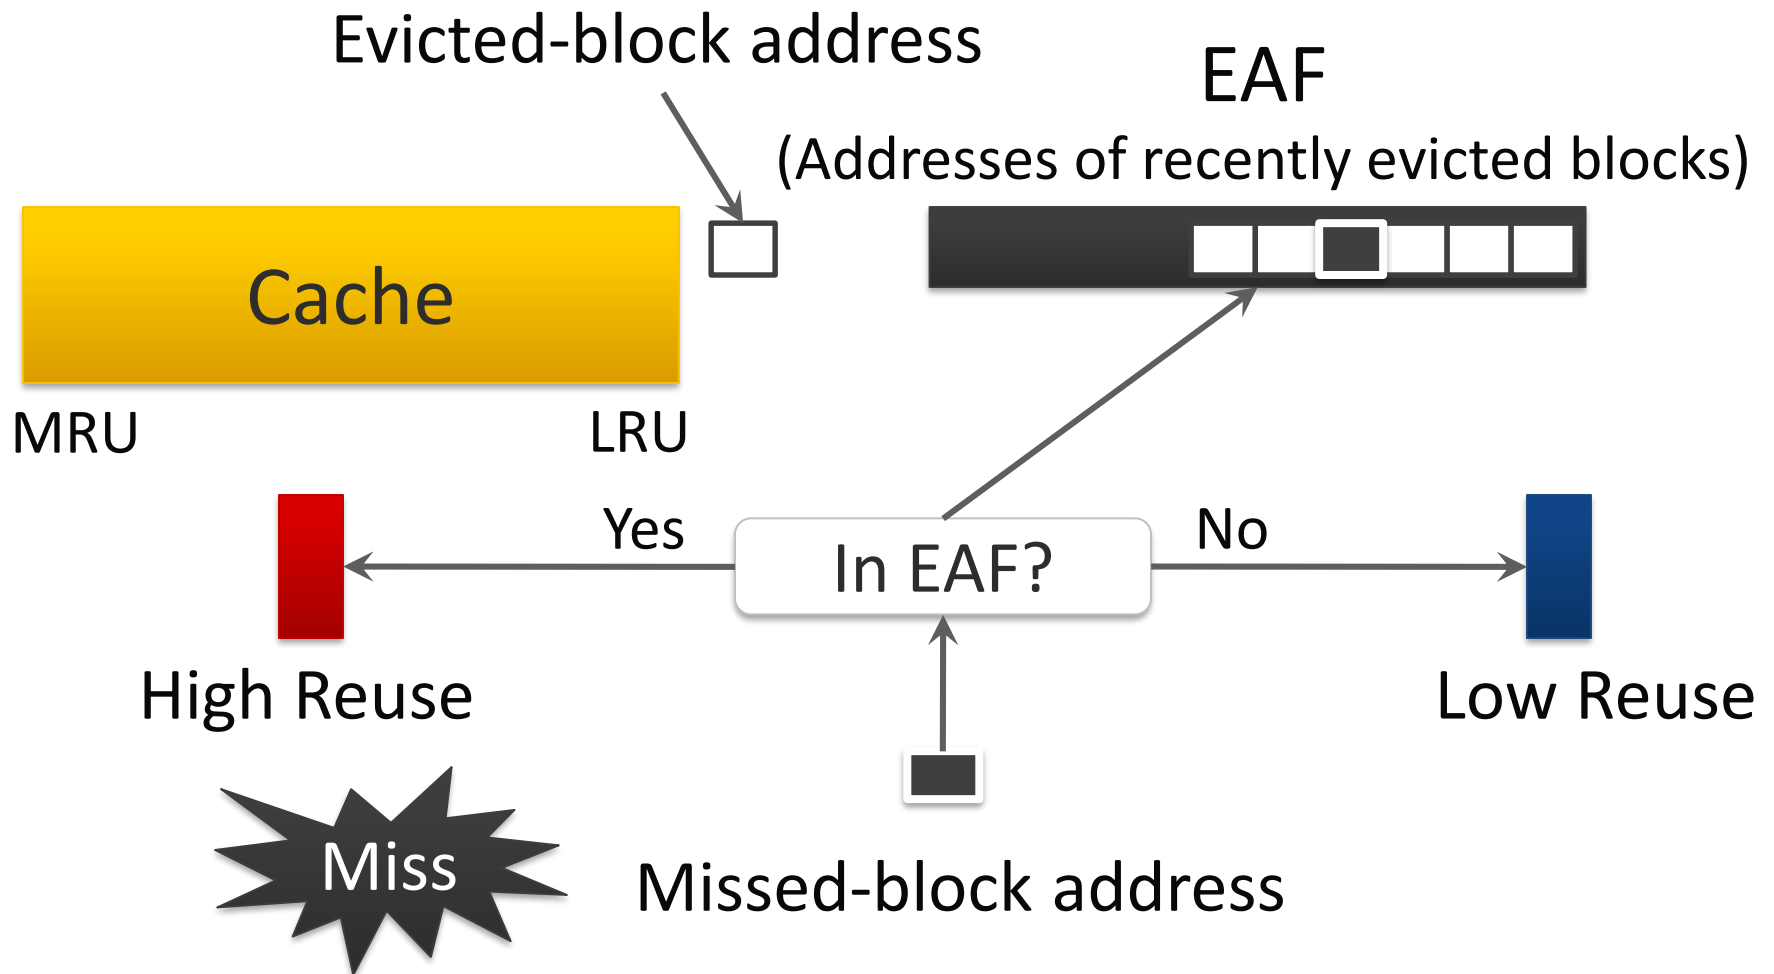 Evicted-block address
EAF
(Addresses of recently evicted blocks)
Cache
MRU
LRU
Yes
In EAF?
No
High Reuse
Low Reuse
Miss
Missed-block address